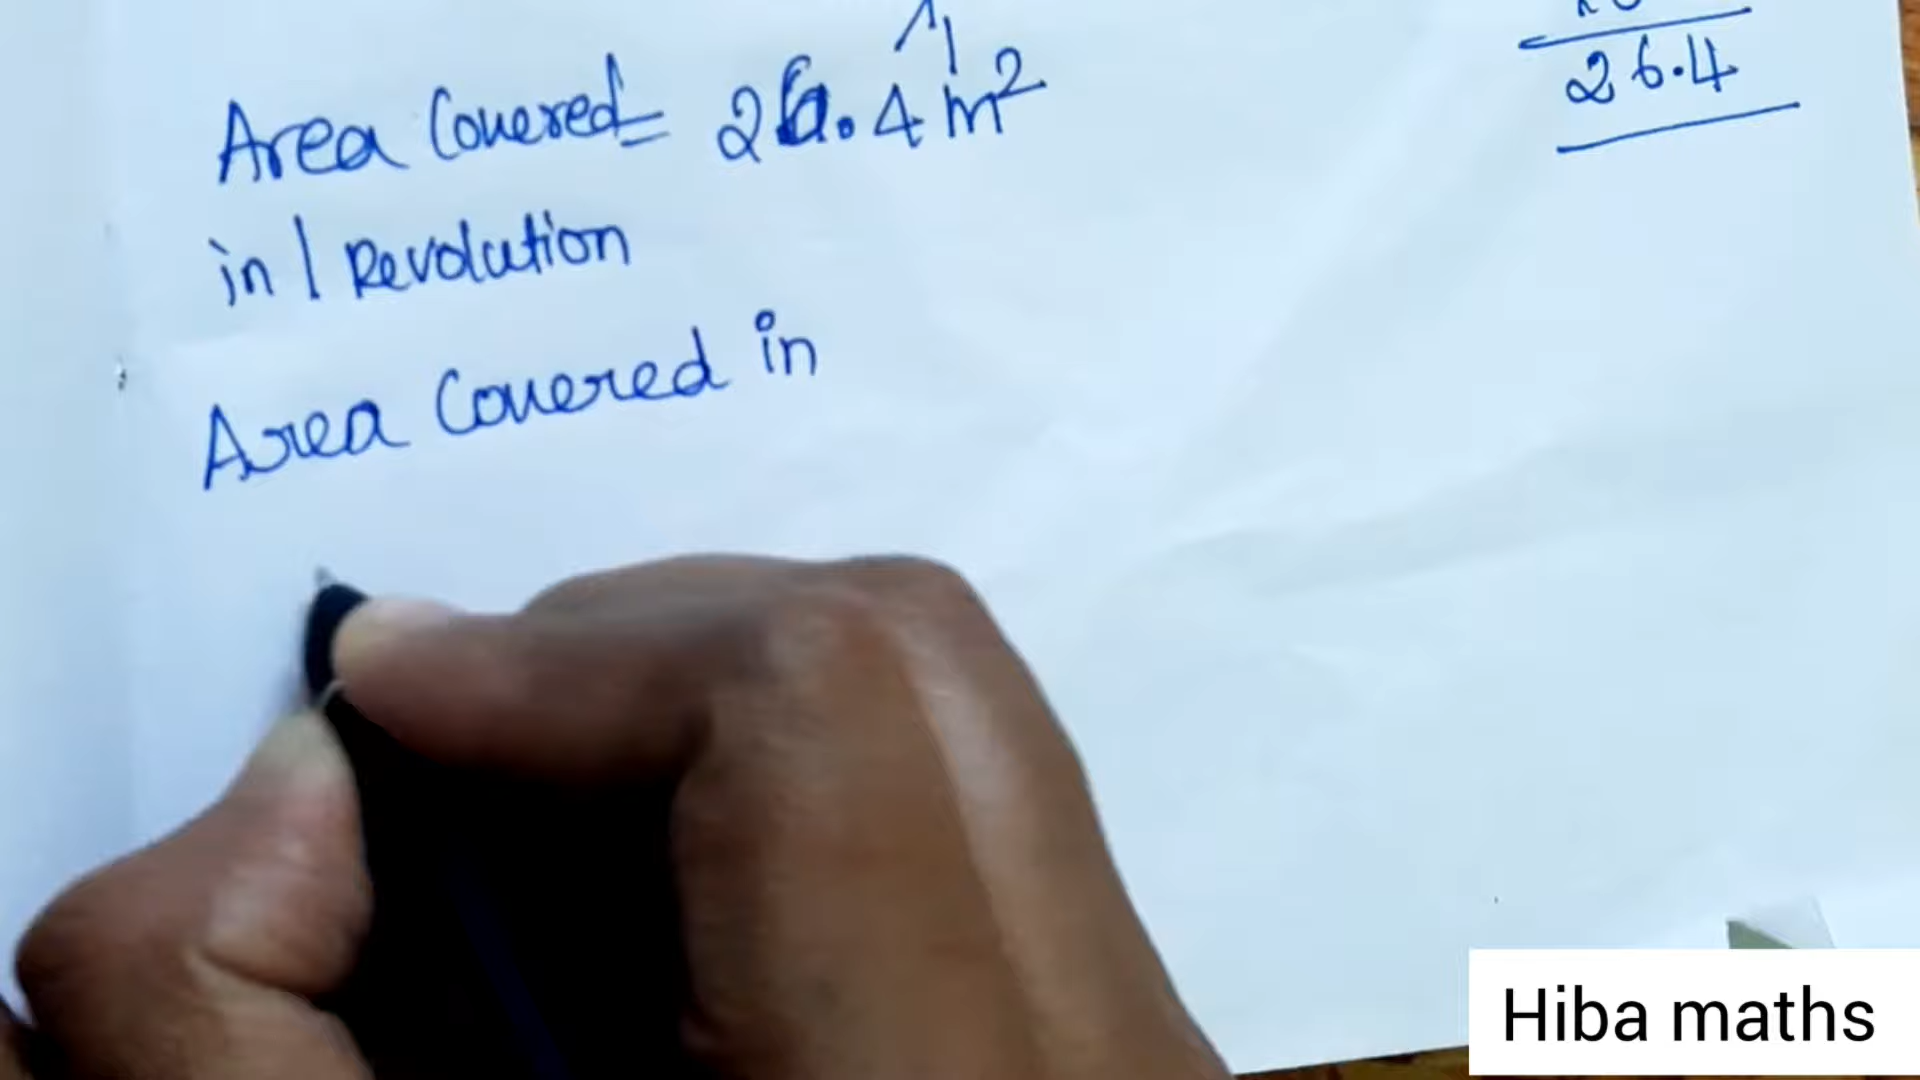 Area Covered = 26.4 m²
in 1 Revolution
Area Covered in
26.4
Hiba maths